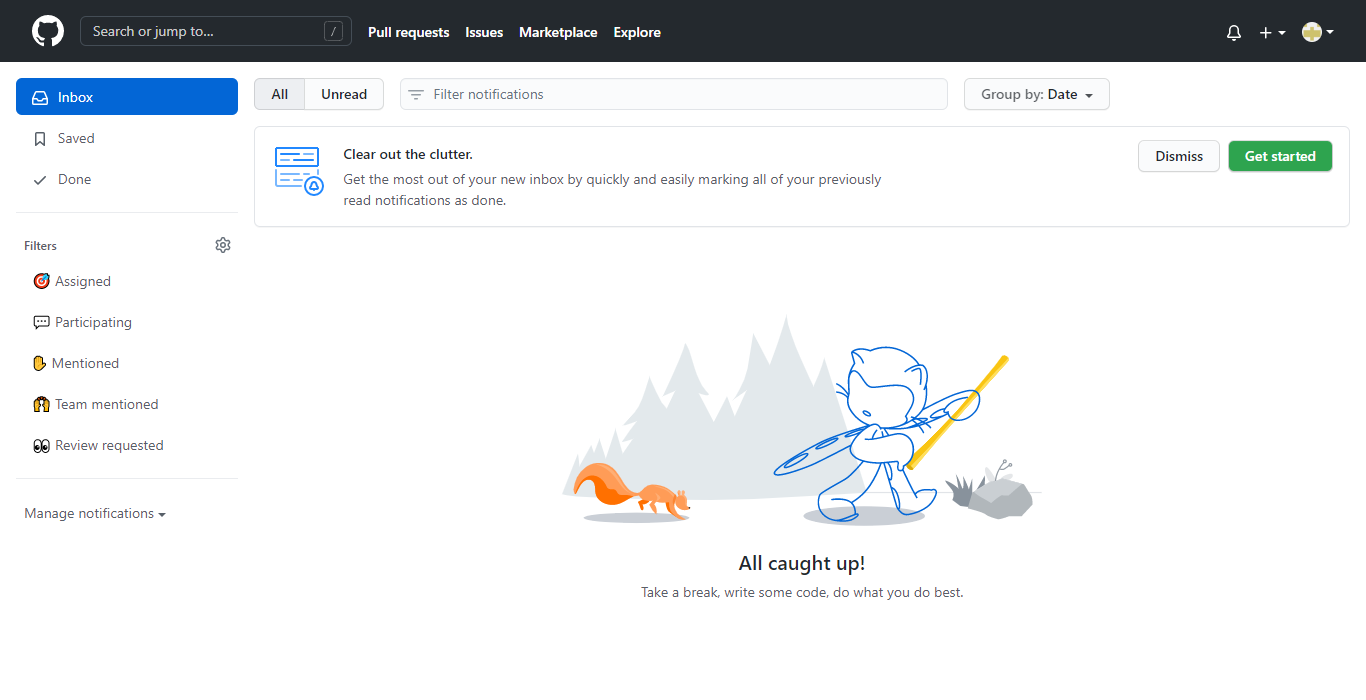 Search or jump to... /
Pull requests
Issues
Marketplace
Explore
Inbox
Saved
Done
Filters
Assigned
Participating
Mentioned
Team mentioned
Review requested
Manage notifications
All
Unread
Filter notifications
Group by: Date
Clear out the clutter.
Get the most out of your new inbox by quickly and easily marking all of your previously
read notifications as done.
Dismiss
Get started
All caught up!
Take a break, write some code, do what you do best.